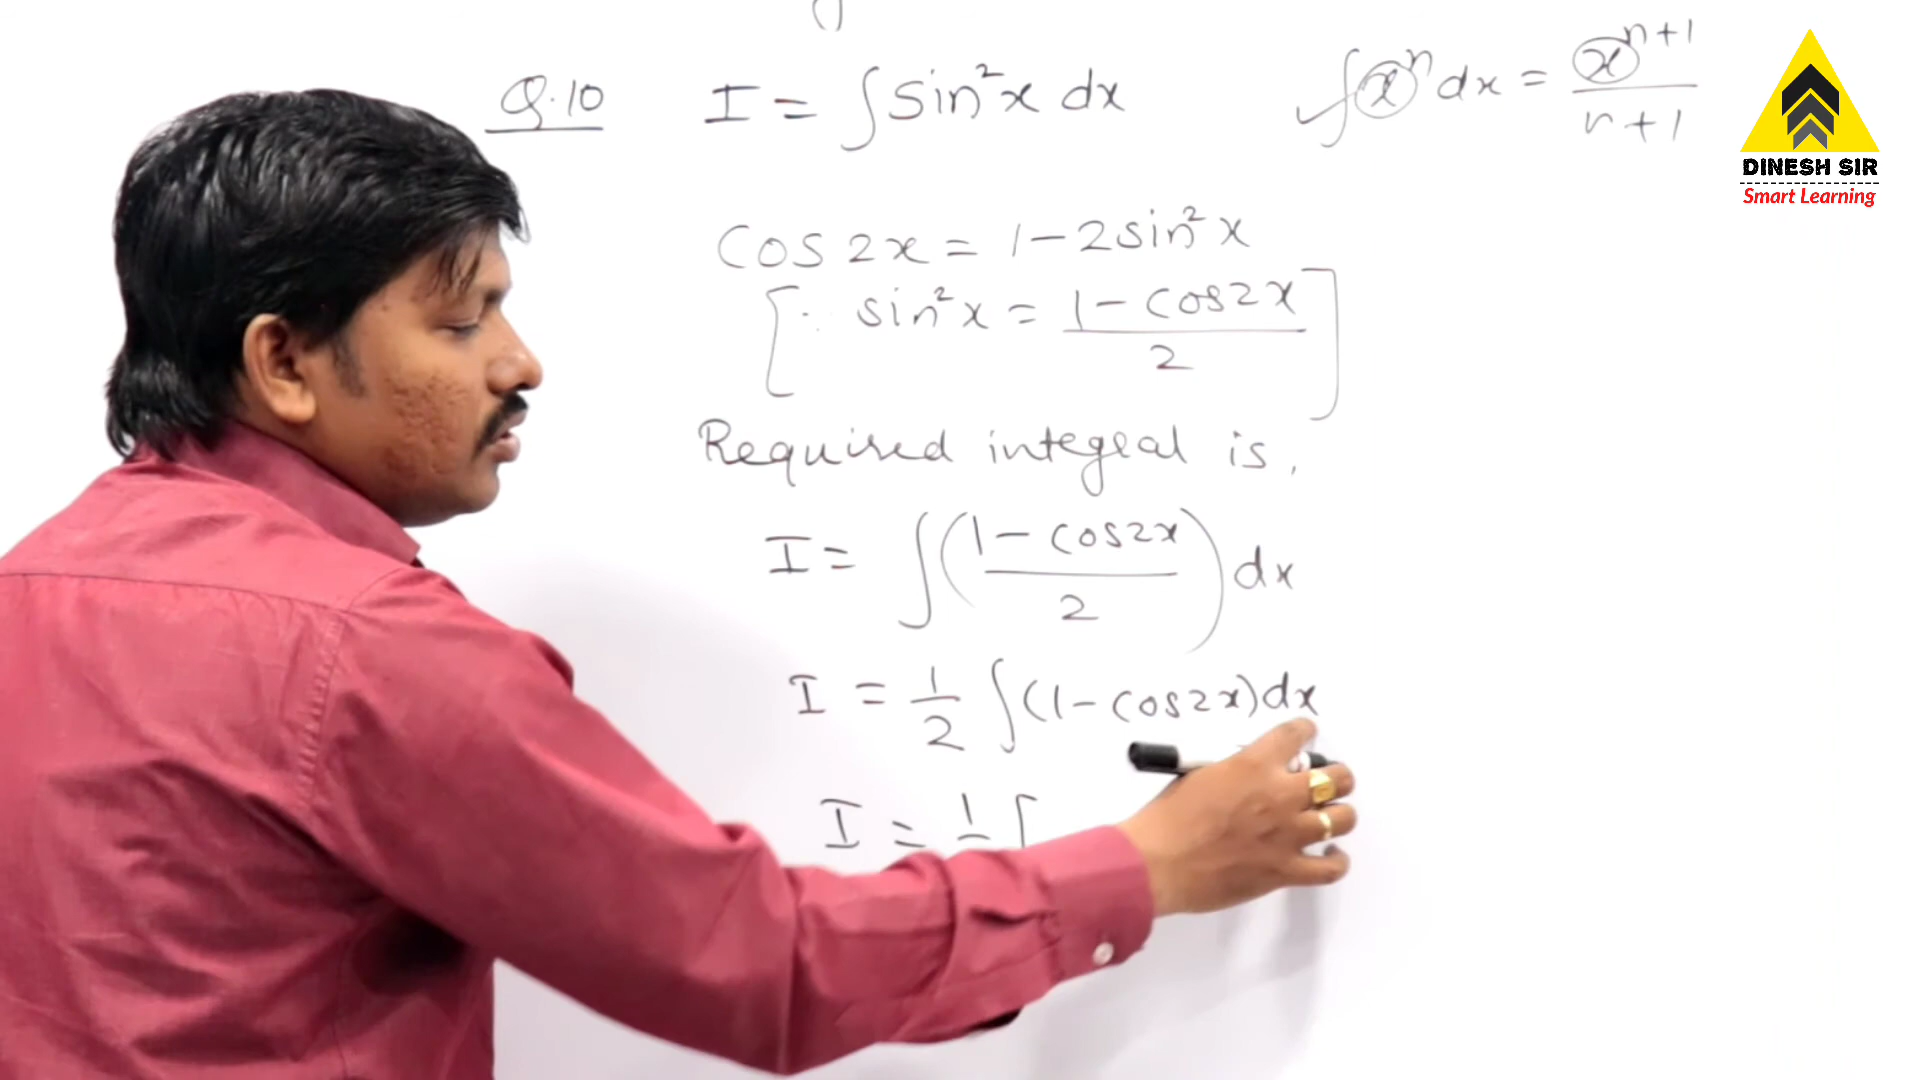 Q.10 I = ∫ sin²x dx
∫ xⁿ dx = xⁿ⁺¹/n+1
DINESH SIR
Smart Learning
cos 2x = 1 - 2sin²x
[∵ sin²x = 1 - cos2x/2]
Required integral is,
I = ∫ (1 - cos2x/2) dx
I = 1/2 ∫(1 - cos2x)dx
I = 1